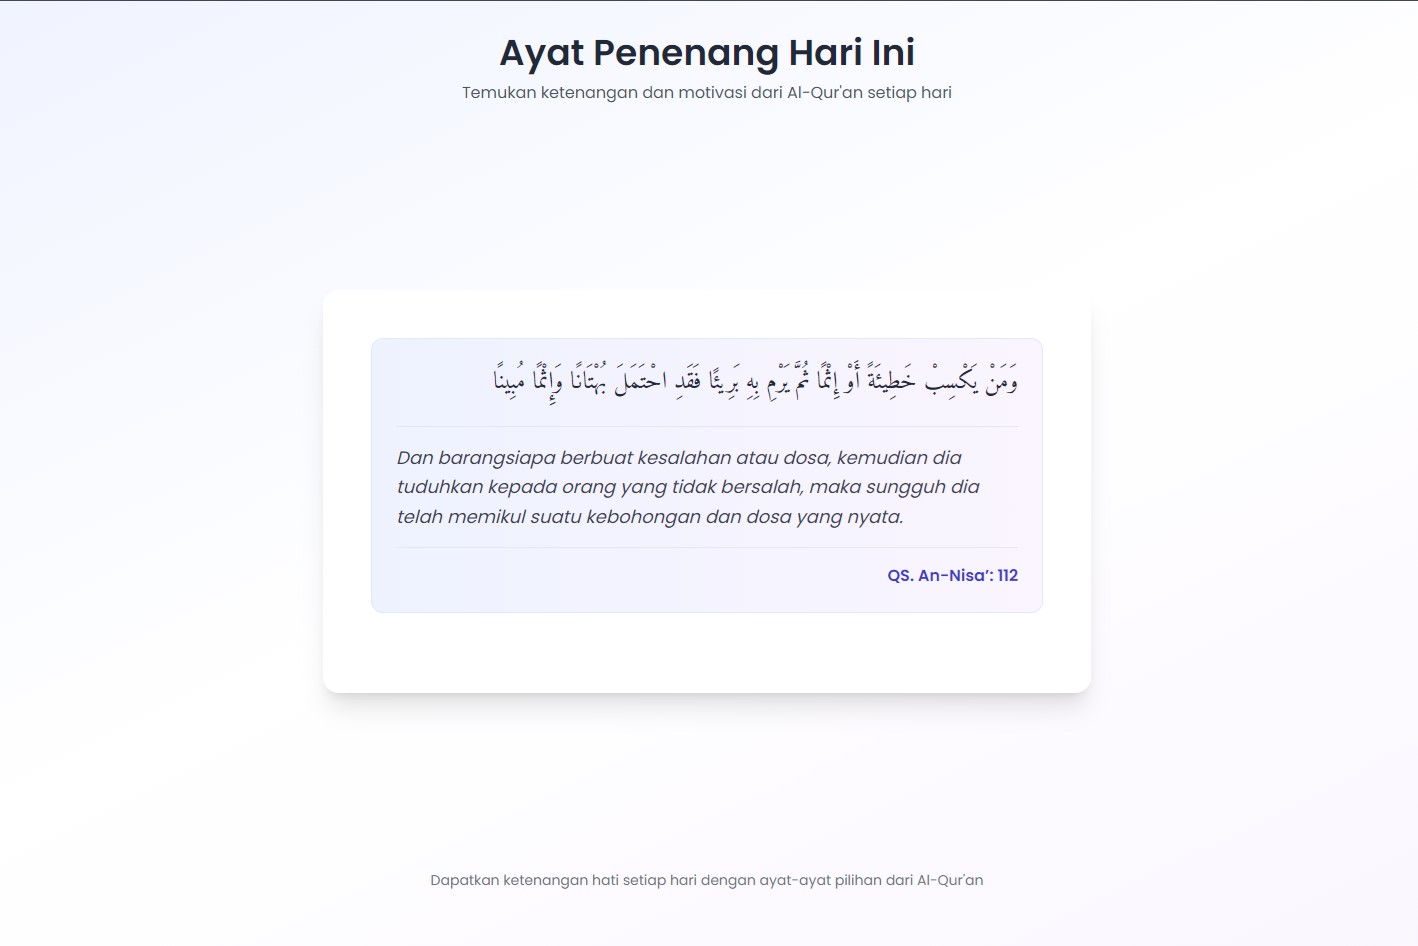 Ayat Penenang Hari Ini
Temukan ketenangan dan motivasi dari Al-Qur'an setiap hari
وَمَنْ يَكْسِبْ خَطِيئَةً أَوْ إِثْمًا ثُمَّ يَرْمِ بِهِ بَرِيئًا فَقَدِ احْتَمَلَ بُهْتَانًا وَإِثْمًا مُبِينًا
Dan barangsiapa berbuat kesalahan atau dosa, kemudian dia
tuduhkan kepada orang yang tidak bersalah, maka sungguh dia
telah memikul suatu kebohongan dan dosa yang nyata.
QS. An-Nisa’: 112
Dapatkan ketenangan hati setiap hari dengan ayat-ayat pilihan dari Al-Qur'an